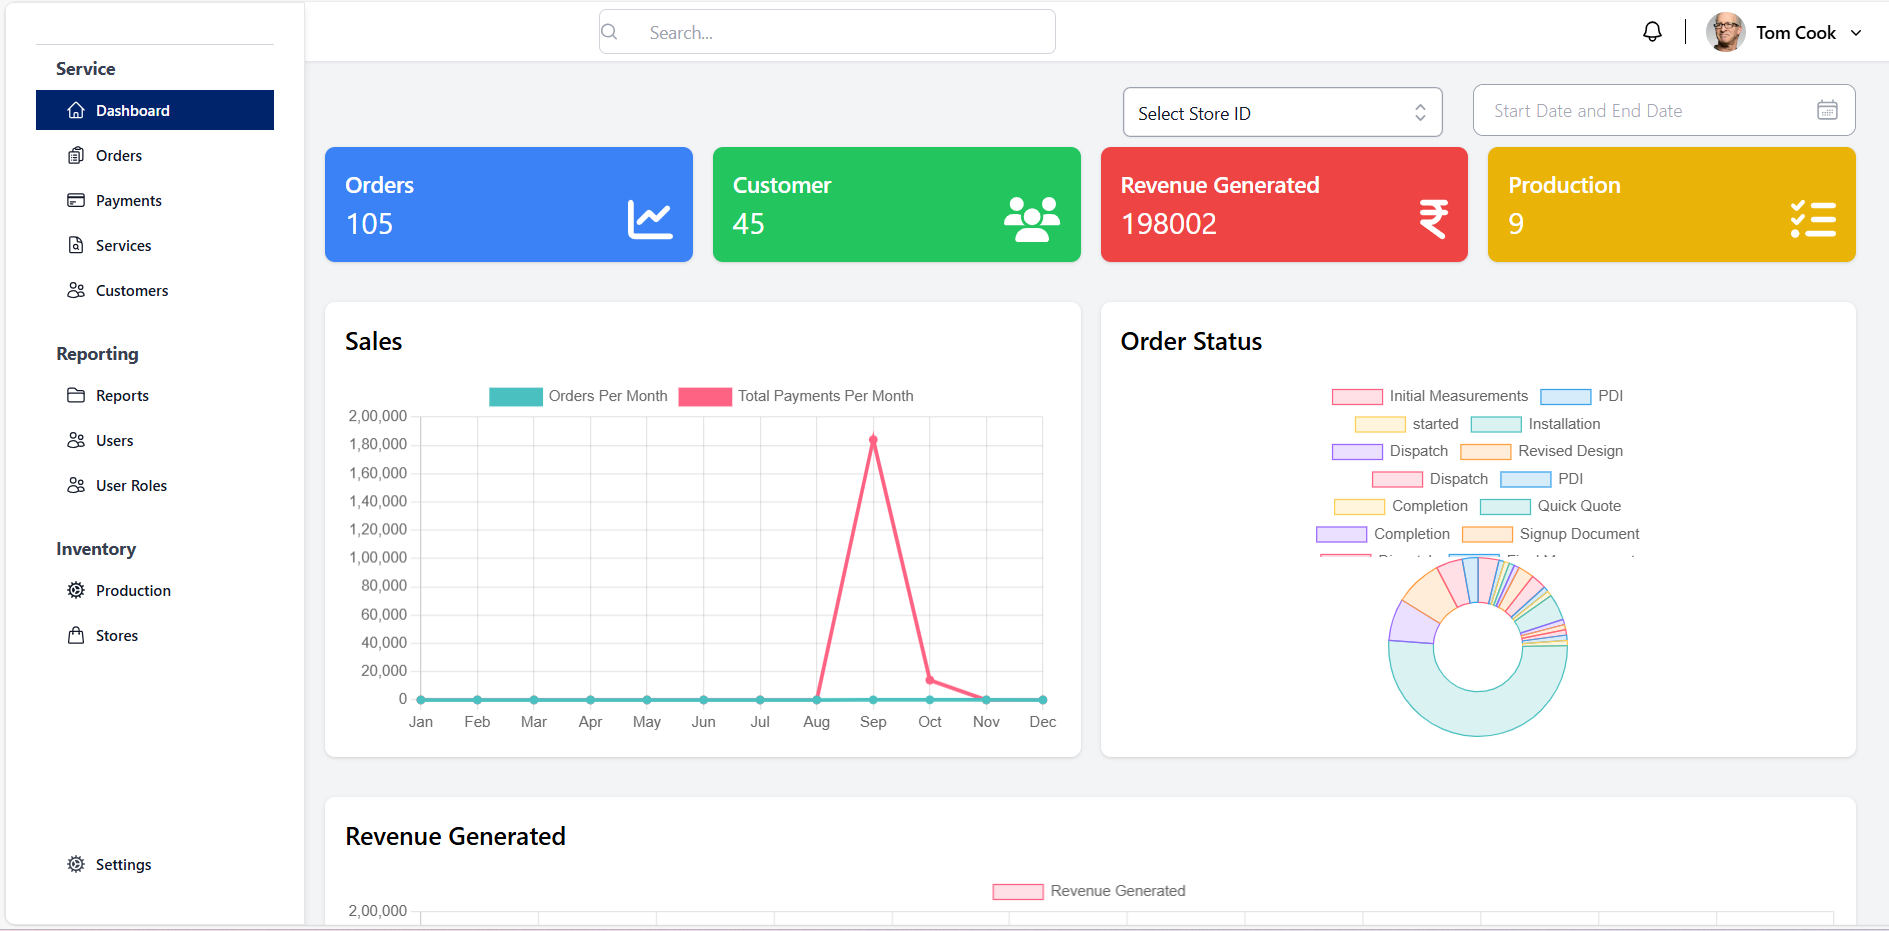 Search...
Tom Cook
Service
Dashboard
Orders
Payments
Services
Customers
Reporting
Reports
Users
User Roles
Inventory
Production
Stores
Settings
Select Store ID
Start Date and End Date
Orders
105
Customer
45
Revenue Generated
198002
Production
9
Sales
Orders Per Month Total Payments Per Month
2,00,000
1,80,000
1,60,000
1,40,000
1,20,000
1,00,000
80,000
60,000
40,000
20,000
0
Jan Feb Mar Apr May Jun Jul Aug Sep Oct Nov Dec
Order Status
Initial Measurements PDI
started Installation
Dispatch Revised Design
Dispatch PDI
Completion Quick Quote
Completion Signup Document
Revenue Generated
Revenue Generated
2,00,000